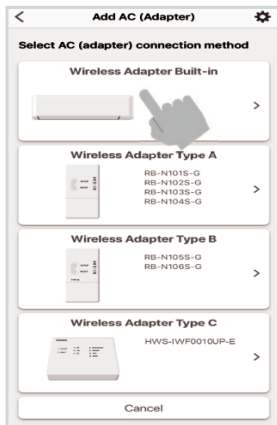 Add AC (Adapter)
Select AC (adapter) connection method
Wireless Adapter Built-in
Wireless Adapter Type A
RB-N101S-G
RB-N102S-G
RB-N103S-G
RB-N104S-G
Wireless Adapter Type B
RB-N105S-G
RB-N106S-G
Wireless Adapter Type C
HWS-IWF0010UP-E
Cancel